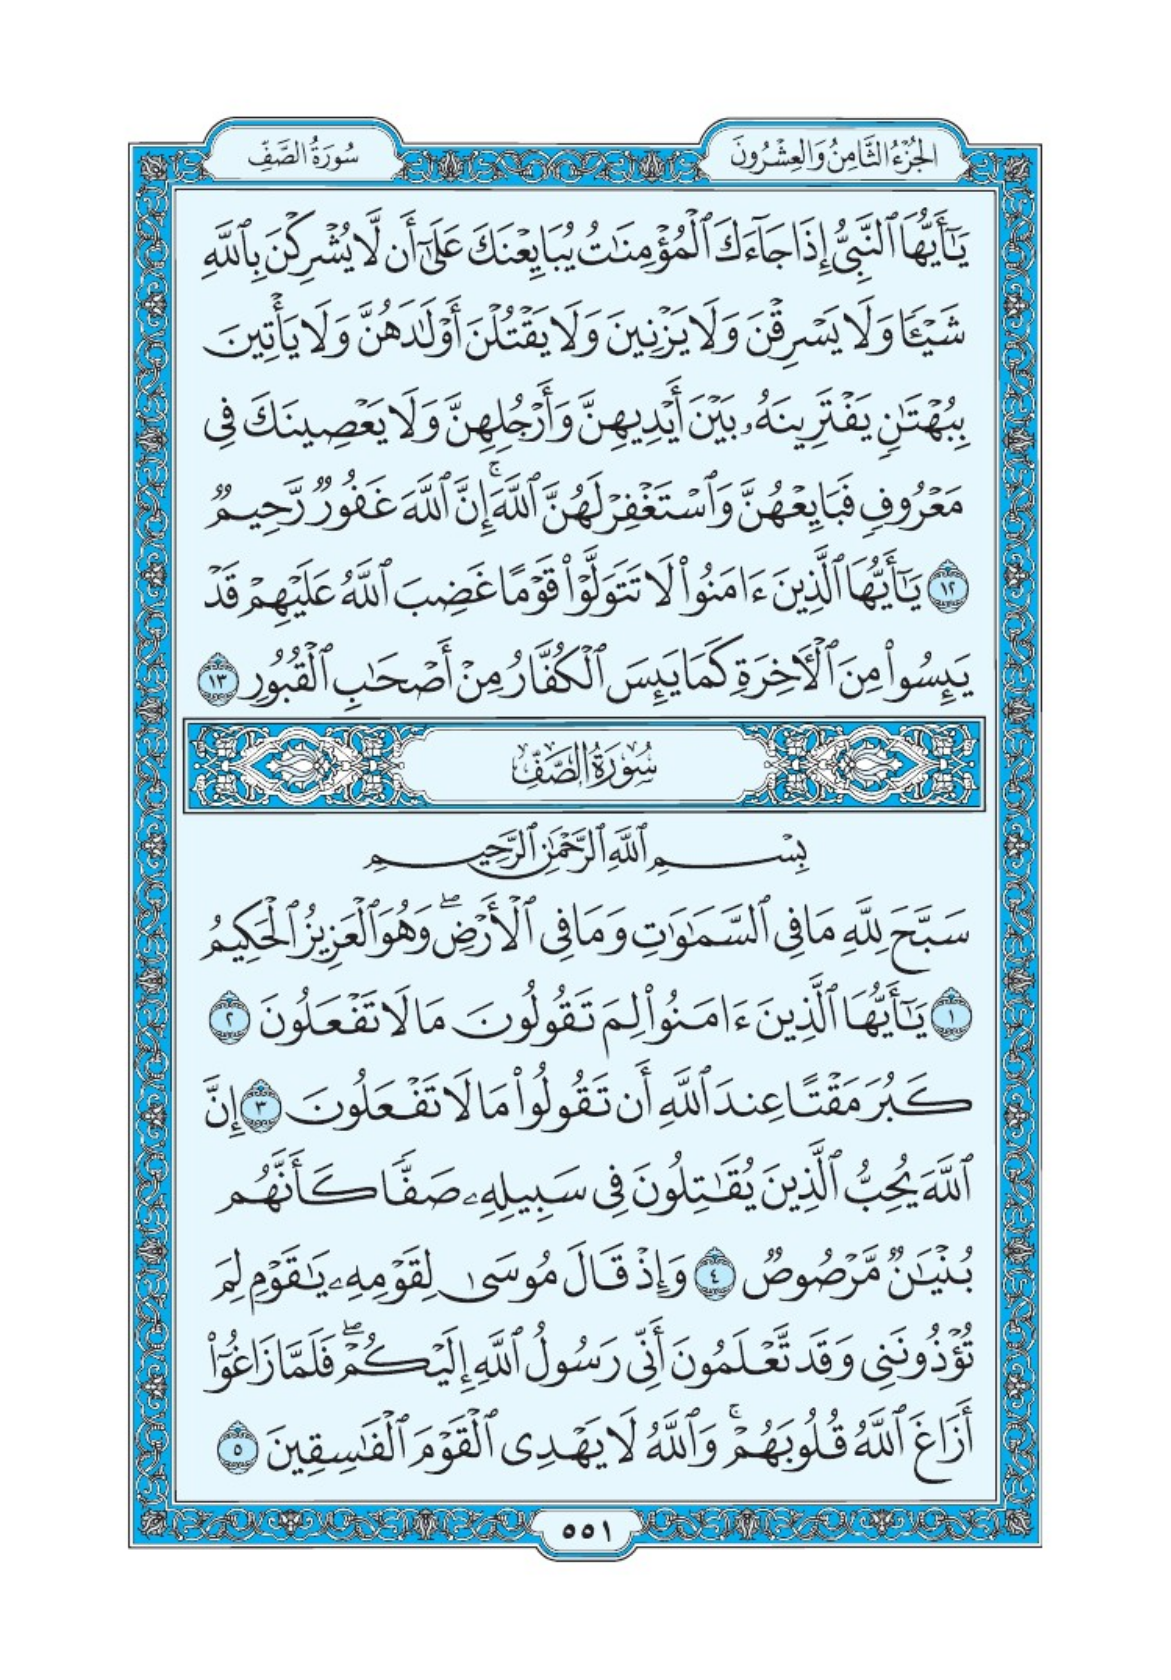 الجُزْءُ الثَّامِنُ وَالعِشْرُونَ
سُورَةُ الصَّفِّ
يَٰٓأَيُّهَا ٱلنَّبِيُّ إِذَا جَآءَكَ ٱلْمُؤْمِنَٰتُ يُبَايِعْنَكَ عَلَىٰٓ أَن لَّا يُشْرِكْنَ بِٱللَّهِ
شَيْـًٔا وَلَا يَسْرِقْنَ وَلَا يَزْنِينَ وَلَا يَقْتُلْنَ أَوْلَٰدَهُنَّ وَلَا يَأْتِينَ
بِبُهْتَٰنٍ يَفْتَرِينَهُۥ بَيْنَ أَيْدِيهِنَّ وَأَرْجُلِهِنَّ وَلَا يَعْصِينَكَ فِى
مَعْرُوفٍ فَبَايِعْهُنَّ وَٱسْتَغْفِرْ لَهُنَّ ٱللَّهَ ۚ إِنَّ ٱللَّهَ غَفُورٌ رَّحِيمٌ
١٢ يَٰٓأَيُّهَا ٱلَّذِينَ ءَامَنُوا۟ لَا تَتَوَلَّوْا۟ قَوْمًا غَضِبَ ٱللَّهُ عَلَيْهِمْ قَدْ
يَئِسُوا۟ مِنَ ٱلْءَاخِرَةِ كَمَا يَئِسَ ٱلْكُفَّارُ مِنْ أَصْحَٰبِ ٱلْقُبُورِ ١٣
سُورَةُ الصَّفِّ
بِسْمِ ٱللَّهِ ٱلرَّحْمَٰنِ ٱلرَّحِيمِ
سَبَّحَ لِلَّهِ مَا فِى ٱلسَّمَٰوَٰتِ وَمَا فِى ٱلْأَرْضِ ۖ وَهُوَ ٱلْعَزِيزُ ٱلْحَكِيمُ
١ يَٰٓأَيُّهَا ٱلَّذِينَ ءَامَنُوا۟ لِمَ تَقُولُونَ مَا لَا تَفْعَلُونَ ٢
كَبُرَ مَقْتًا عِندَ ٱللَّهِ أَن تَقُولُوا۟ مَا لَا تَفْعَلُونَ ٣ إِنَّ
ٱللَّهَ يُحِبُّ ٱلَّذِينَ يُقَٰتِلُونَ فِى سَبِيلِهِۦ صَفًّا كَأَنَّهُم
بُنْيَٰنٌ مَّرْصُوصٌ ٤ وَإِذْ قَالَ مُوسَىٰ لِقَوْمِهِۦ يَٰقَوْمِ لِمَ
تُؤْذُونَنِى وَقَد تَّعْلَمُونَ أَنِّى رَسُولُ ٱللَّهِ إِلَيْكُمْ ۖ فَلَمَّا زَاغُوٓا۟
أَزَاغَ ٱللَّهُ قُلُوبَهُمْ ۚ وَٱللَّهُ لَا يَهْدِى ٱلْقَوْمَ ٱلْفَٰسِقِينَ ٥
٥٥١